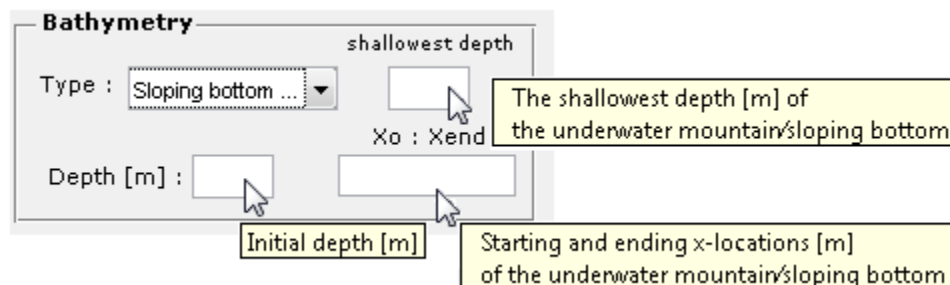 Bathymetry
shallowest depth
Type :
Sloping bottom ...
The shallowest depth [m] of
the underwater mountain/sloping bottom
Xo : Xend
Depth [m] :
Initial depth [m]
Starting and ending x-locations [m]
of the underwater mountain/sloping bottom